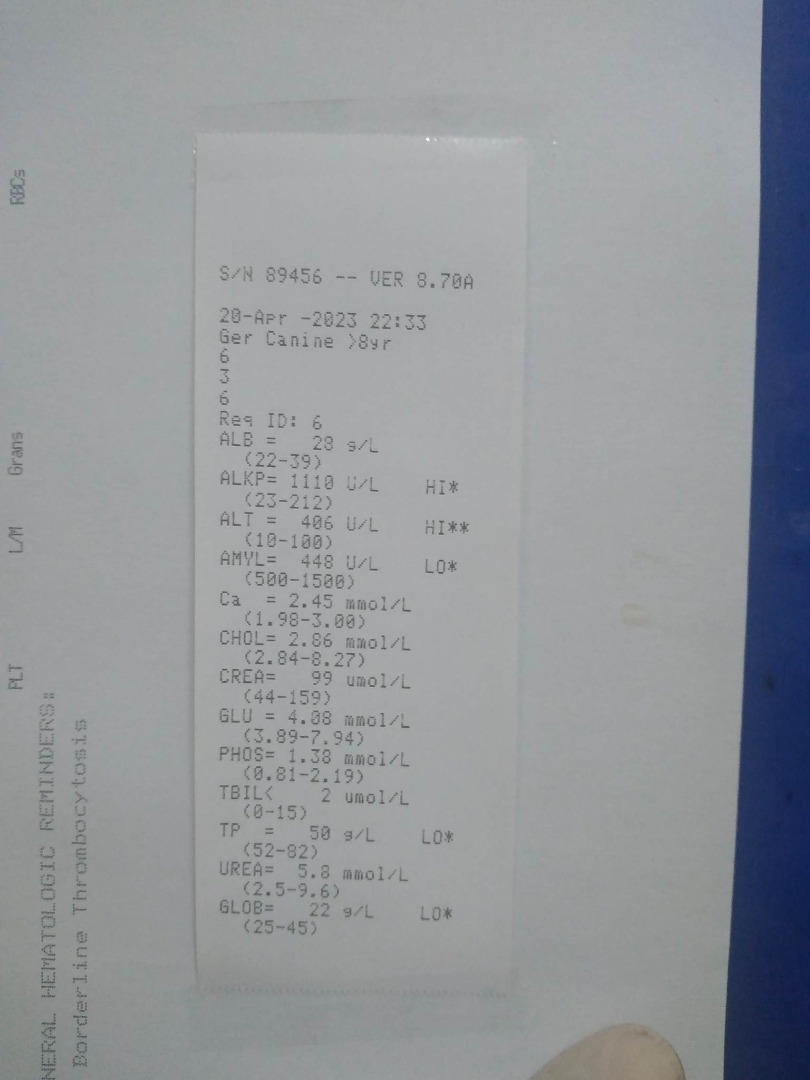 S/N 89456 -- VER 8.70A
20-Apr -2023 22:33
Ger Canine >8yr
6
3
6
Req ID: 6
ALB = 28 g/L
(22-39)
ALKP= 1110 U/L HI*
(23-212)
ALT = 406 U/L HI**
(10-100)
AMYL= 448 U/L LO*
(500-1500)
Ca = 2.45 mmol/L
(1.98-3.00)
CHOL= 2.86 mmol/L
(2.84-8.27)
CREA= 99 umol/L
(44-159)
GLU = 4.08 mmol/L
(3.89-7.94)
PHOS= 1.38 mmol/L
(0.81-2.19)
TBIL< 2 umol/L
(0-15)
TP = 50 g/L LO*
(52-82)
UREA= 5.8 mmol/L
(2.5-9.6)
GLOB= 22 g/L LO*
(25-45)
PLT L/M Grans RBCs
NERAL HEMATOLOGIC REMINDERS:
Borderline Thrombocytosis